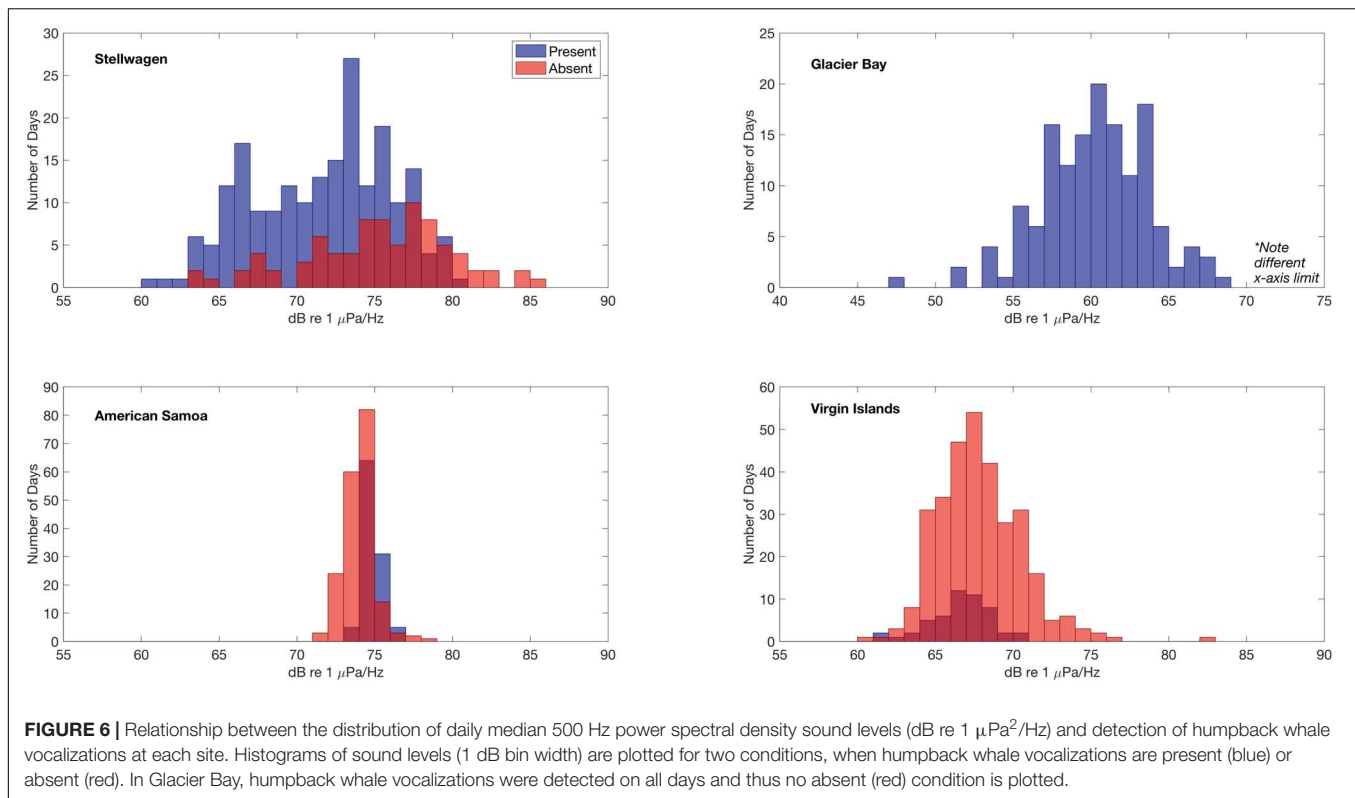 Stellwagen
Present
Absent
30
25
20
15
10
5
0
Number of Days
55 60 65 70 75 80 85 90
dB re 1 μPa/Hz
Glacier Bay
25
20
15
10
5
0
Number of Days
*Note
different
x-axis limit
40 45 50 55 60 65 70 75
dB re 1 μPa/Hz
American Samoa
90
80
70
60
50
40
30
20
10
0
Number of Days
55 60 65 70 75 80 85 90
dB re 1 μPa/Hz
Virgin Islands
60
50
40
30
20
10
0
Number of Days
55 60 65 70 75 80 85 90
dB re 1 μPa/Hz
FIGURE 6 | Relationship between the distribution of daily median 500 Hz power spectral density sound levels (dB re 1 μPa²/Hz) and detection of humpback whale
vocalizations at each site. Histograms of sound levels (1 dB bin width) are plotted for two conditions, when humpback whale vocalizations are present (blue) or
absent (red). In Glacier Bay, humpback whale vocalizations were detected on all days and thus no absent (red) condition is plotted.